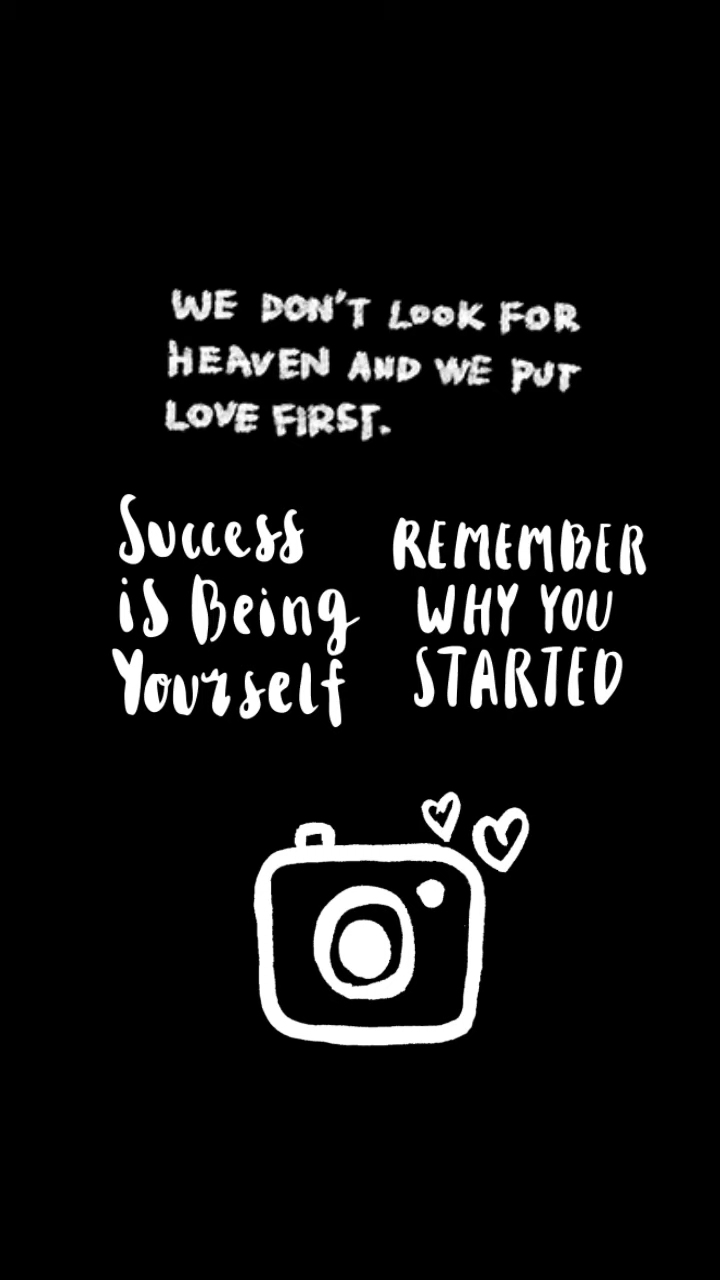 WE DON'T LOOK FOR
HEAVEN AND WE PUT
LOVE FIRST.
Success
is Being
Yourself
REMEMBER
WHY YOU
STARTED